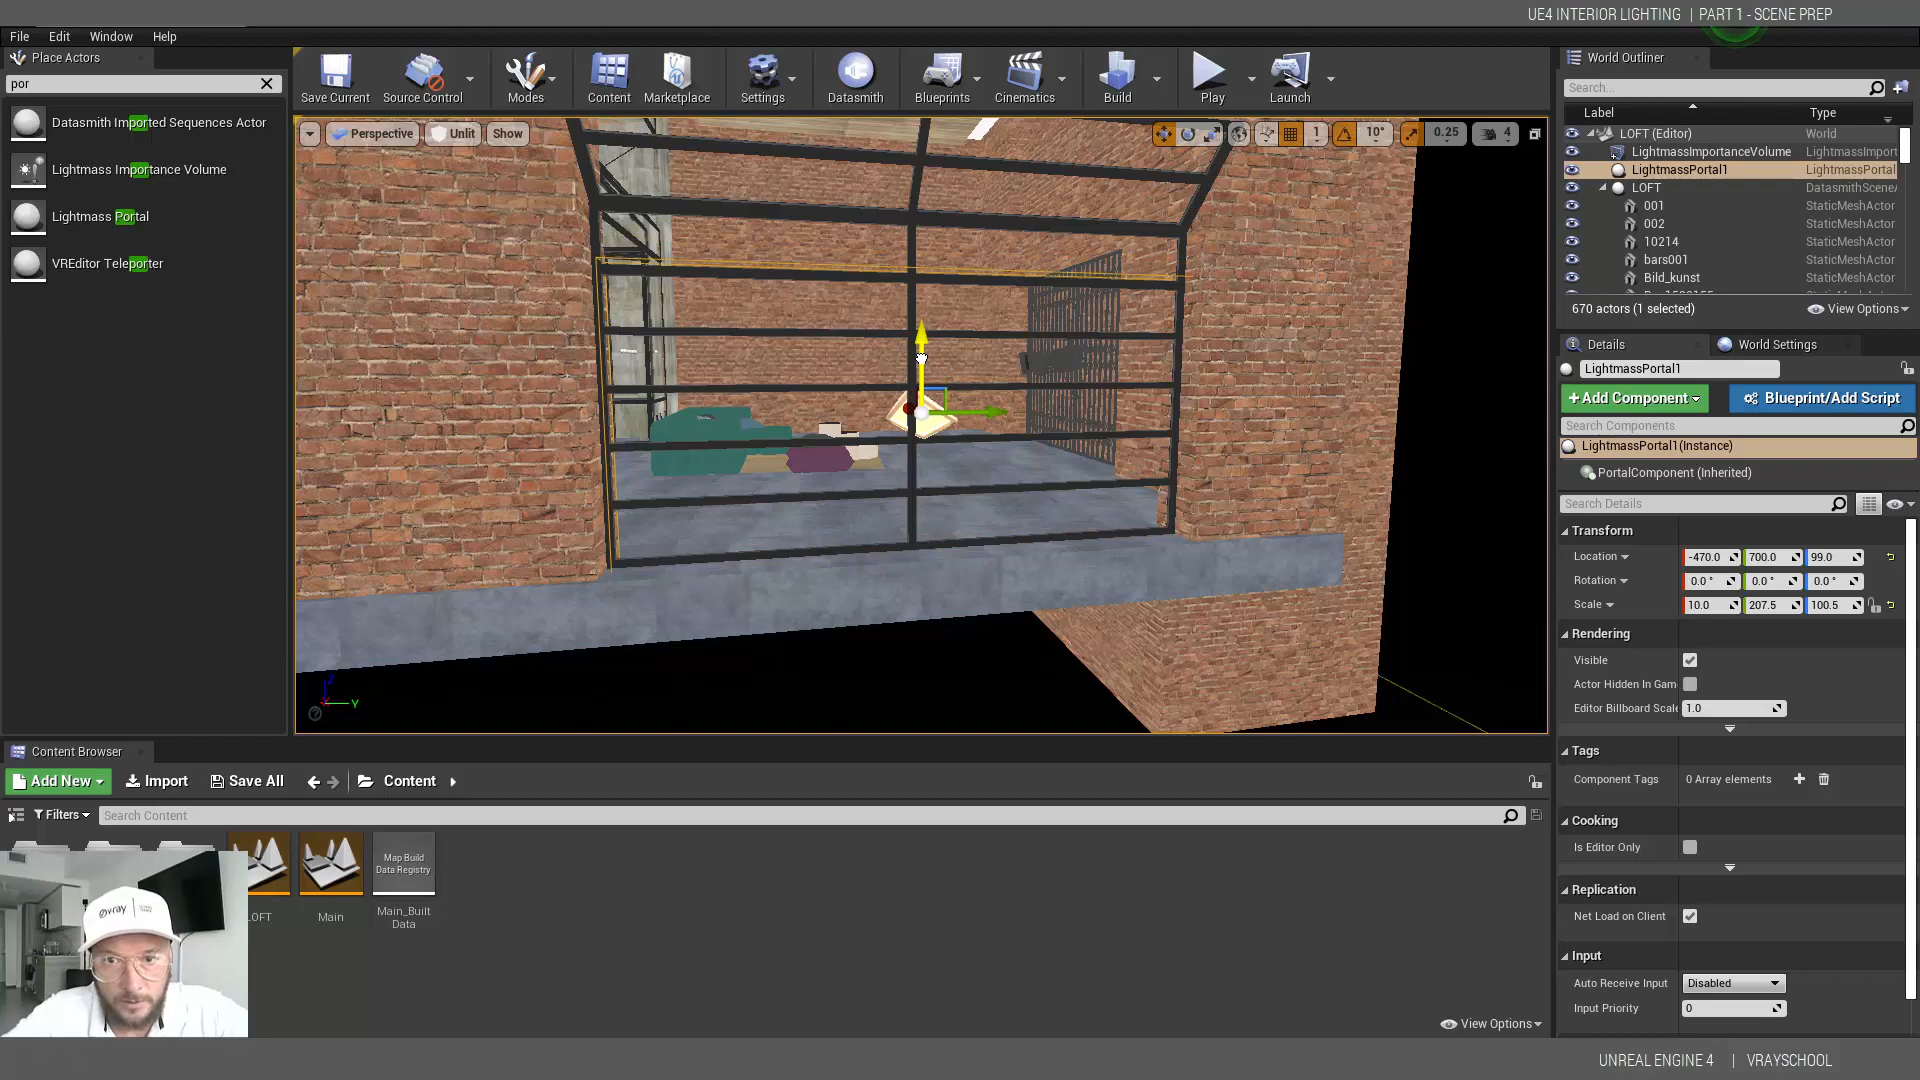 UE4 INTERIOR LIGHTING | PART 1 - SCENE PREP
File Edit Window Help
Place Actors
por
Datasmith Imported Sequences Actor
Lightmass Importance Volume
Lightmass Portal
VREditor Teleporter
Save Current Source Control Modes Content Marketplace Settings Datasmith Blueprints Cinematics Build Play Launch
Perspective Unlit Show
1 10° 0.25 4
Z
Y
World Outliner
Search...
Label Type
LOFT (Editor) World
LightmassImportanceVolume LightmassImport
LightmassPortal1 LightmassPortal
LOFT DatasmithScene
001 StaticMeshActor
002 StaticMeshActor
10214 StaticMeshActor
bars001 StaticMeshActor
Bild_kunst StaticMeshActor
670 actors (1 selected) View Options
Details World Settings
LightmassPortal1
+Add Component Blueprint/Add Script
Search Components
LightmassPortal1(Instance)
PortalComponent (Inherited)
Search Details
Transform
Location -470.0 700.0 99.0
Rotation 0.0 ° 0.0 ° 0.0 °
Scale 10.0 207.5 100.5
Rendering
Visible
Actor Hidden In Gam
Editor Billboard Scale 1.0
Tags
Component Tags 0 Array elements
Cooking
Is Editor Only
Replication
Net Load on Client
Input
Auto Receive Input Disabled
Input Priority 0
Content Browser
Add New Import Save All Content
Filters Search Content
LOFT
Main
Map Build
Data Registry
Main_Built
Data
vray
View Options
UNREAL ENGINE 4 | VRAYSCHOOL